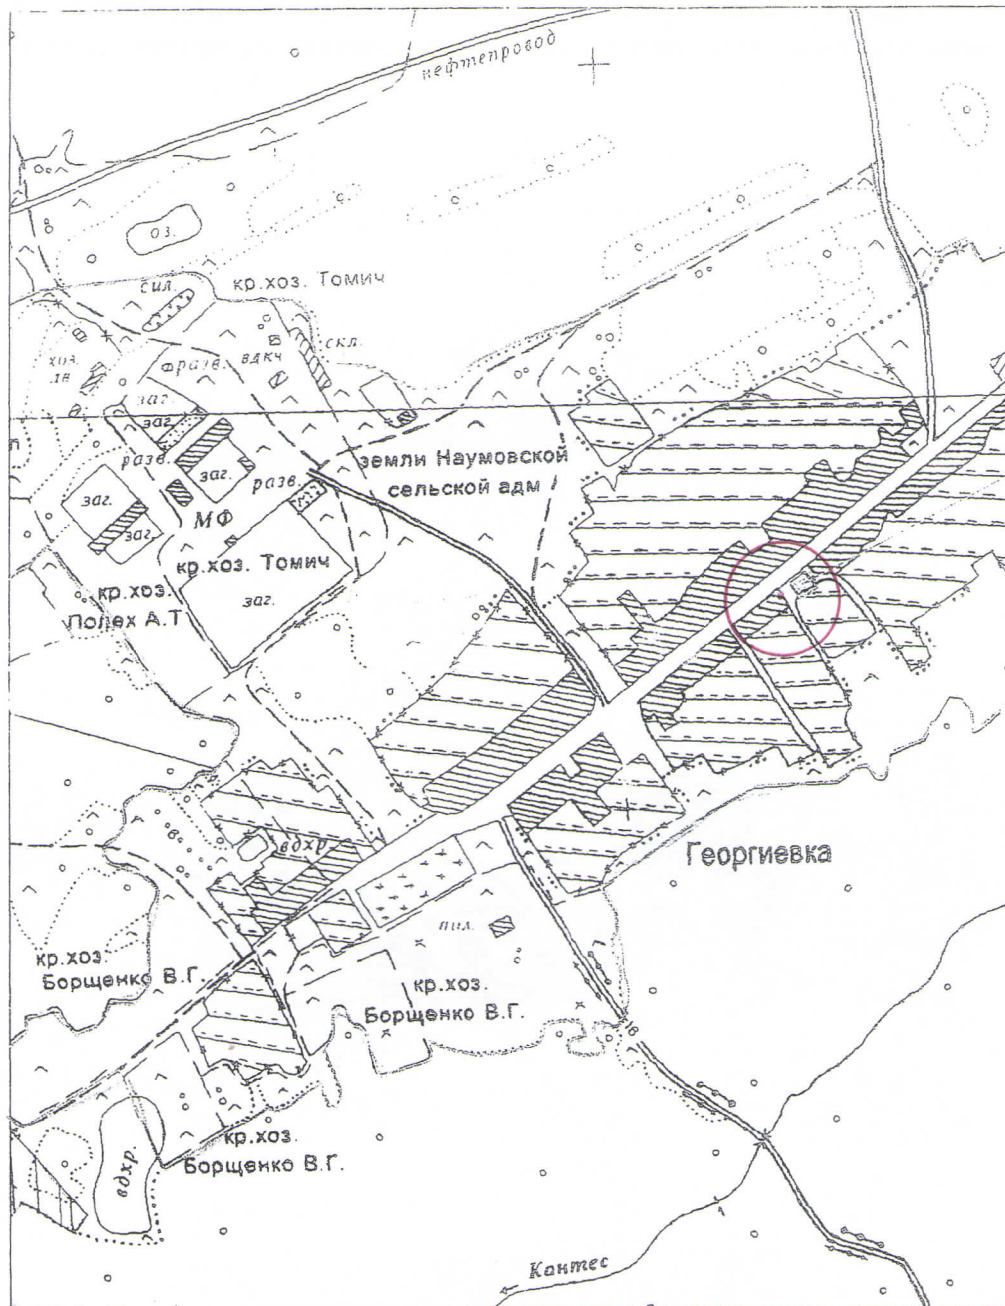 нефтепровод
оз.
сил.
кр.хоз. Томич
скл.
вдкч
разв.
хоз.
заг.
заг.
разв.
заг.
заг.
заг.
МФ
разв.
земли Наумовской
сельской адм
кр.хоз. Томич
заг.
кр.хоз.
Полех А.Т
вдхр.
Георгиевка
пил.
кр.хоз.
Борщенко В.Г.
кр.хоз.
Борщенко В.Г.
кр.хоз.
Борщенко В.Г.
вдхр.
Кантес